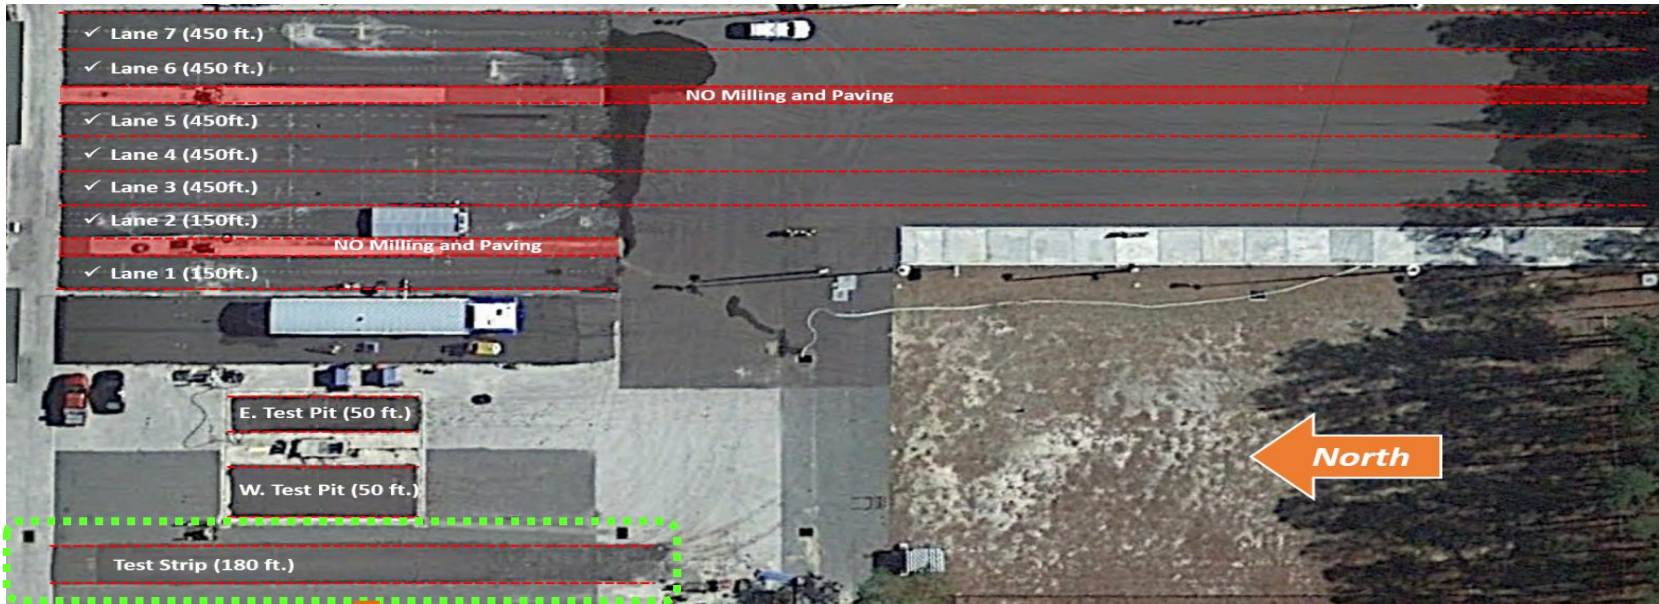 ✓ Lane 7 (450 ft.)
✓ Lane 6 (450 ft.)
NO Milling and Paving
✓ Lane 5 (450ft.)
✓ Lane 4 (450ft.)
✓ Lane 3 (450ft.)
✓ Lane 2 (150ft.)
NO Milling and Paving
✓ Lane 1 (150ft.)
E. Test Pit (50 ft.)
North
W. Test Pit (50 ft.)
Test Strip (180 ft.)